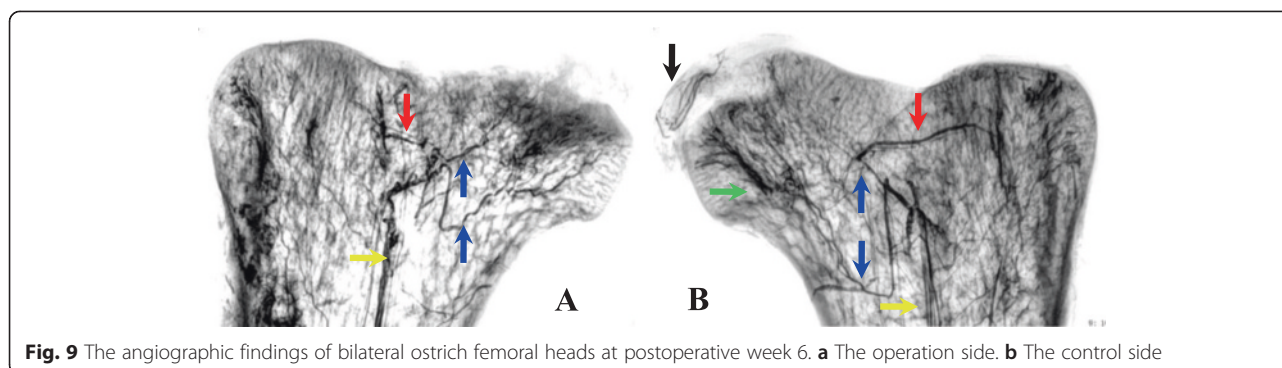 A
B
Fig. 9 The angiographic findings of bilateral ostrich femoral heads at postoperative week 6. a The operation side. b The control side